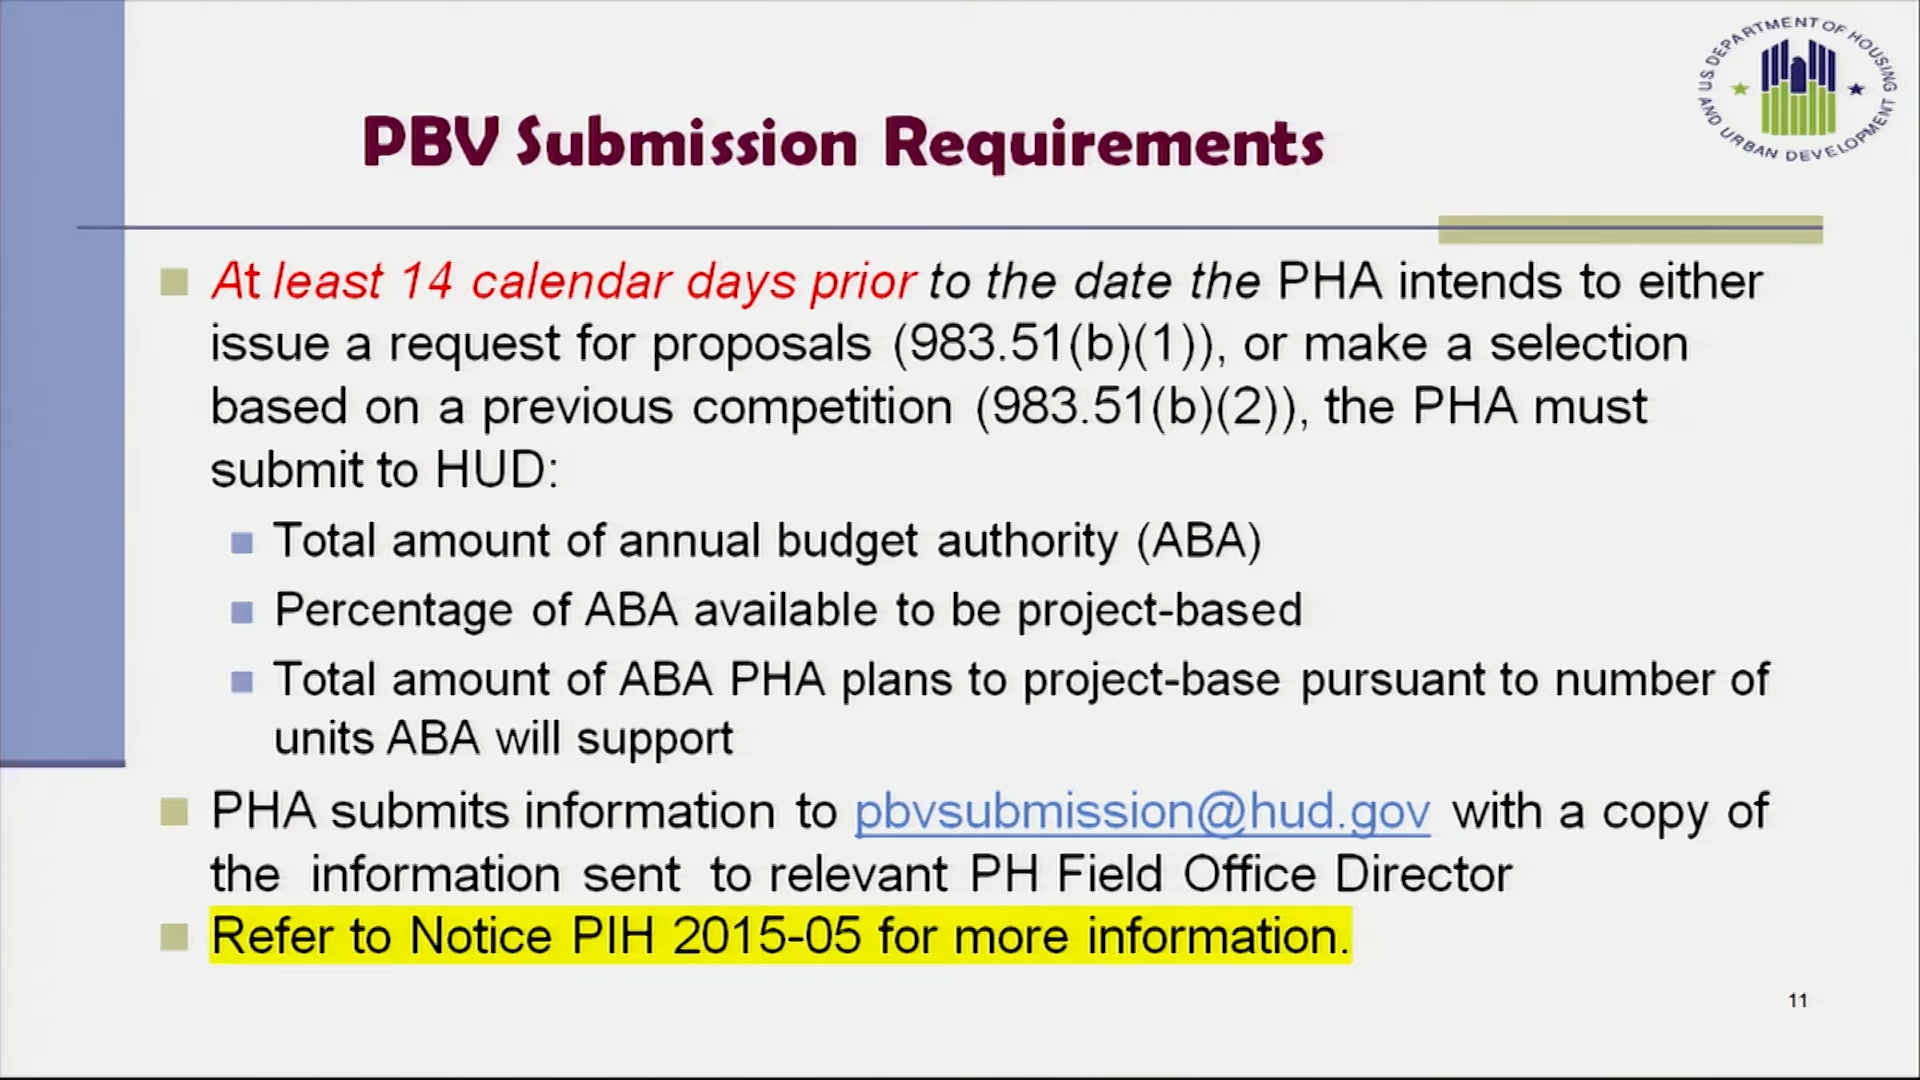 US DEPARTMENT OF HOUSING
AND URBAN DEVELOPMENT
PBV Submission Requirements
At least 14 calendar days prior to the date the PHA intends to either
issue a request for proposals (983.51(b)(1)), or make a selection
based on a previous competition (983.51(b)(2)), the PHA must
submit to HUD:
Total amount of annual budget authority (ABA)
Percentage of ABA available to be project-based
Total amount of ABA PHA plans to project-base pursuant to number of
units ABA will support
PHA submits information to pbvsubmission@hud.gov with a copy of
the information sent to relevant PH Field Office Director
Refer to Notice PIH 2015-05 for more information.
11